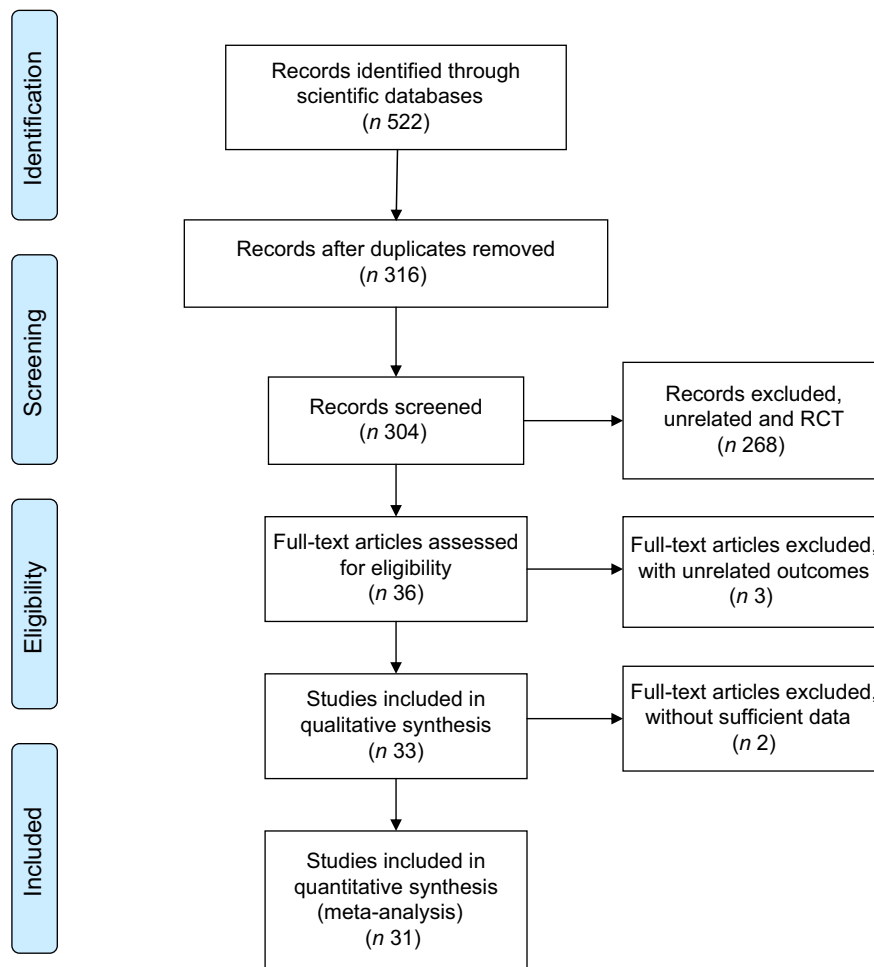 Identification
Records identified through
scientific databases
(n 522)
Records after duplicates removed
(n 316)
Screening
Records screened
(n 304)
Records excluded,
unrelated and RCT
(n 268)
Eligibility
Full-text articles assessed
for eligibility
(n 36)
Full-text articles excluded,
with unrelated outcomes
(n 3)
Studies included in
qualitative synthesis
(n 33)
Full-text articles excluded,
without sufficient data
(n 2)
Included
Studies included in
quantitative synthesis
(meta-analysis)
(n 31)